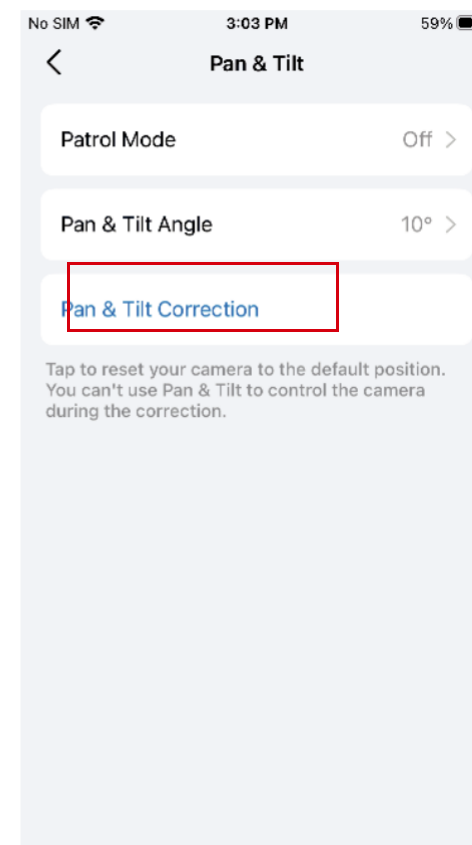 No SIM 3:03 PM 59%
Pan & Tilt
Patrol Mode Off
Pan & Tilt Angle 10°
Pan & Tilt Correction
Tap to reset your camera to the default position.
You can't use Pan & Tilt to control the camera
during the correction.